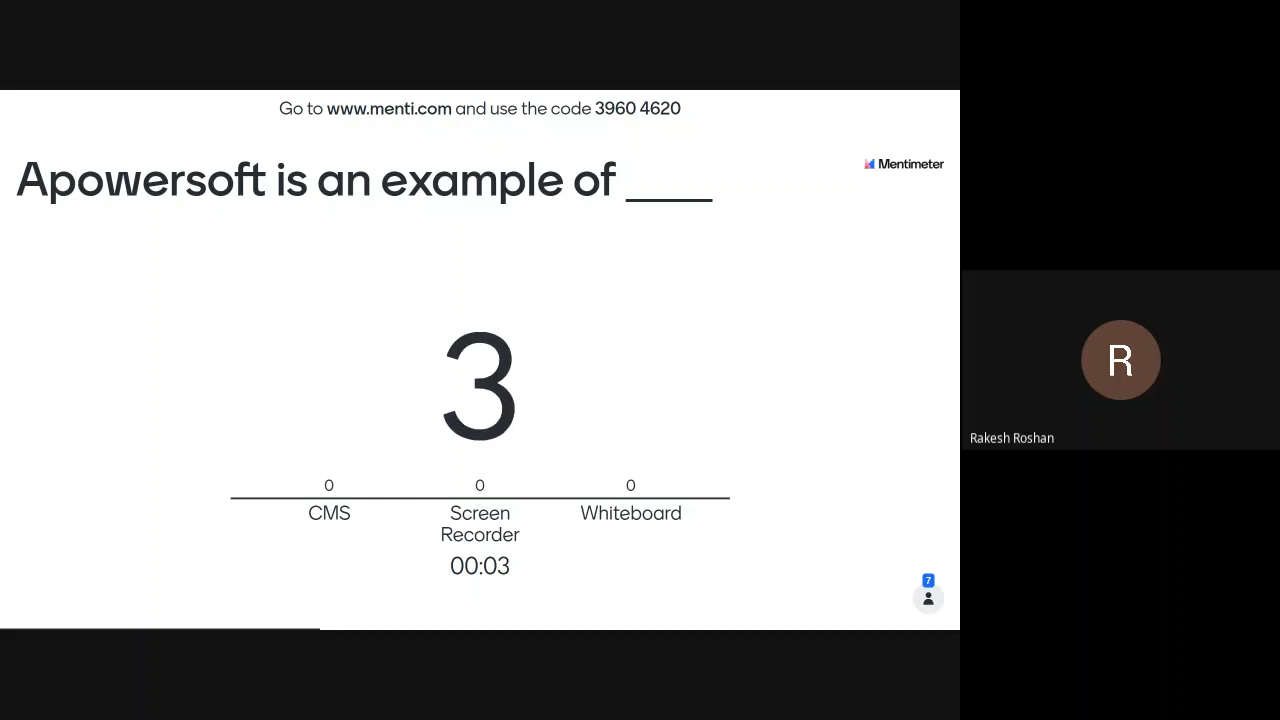 Go to www.menti.com and use the code 3960 4620
Mentimeter
Apowersoft is an example of ____
3
0 0 0
CMS Screen Recorder Whiteboard
00:03
7
R
Rakesh Roshan